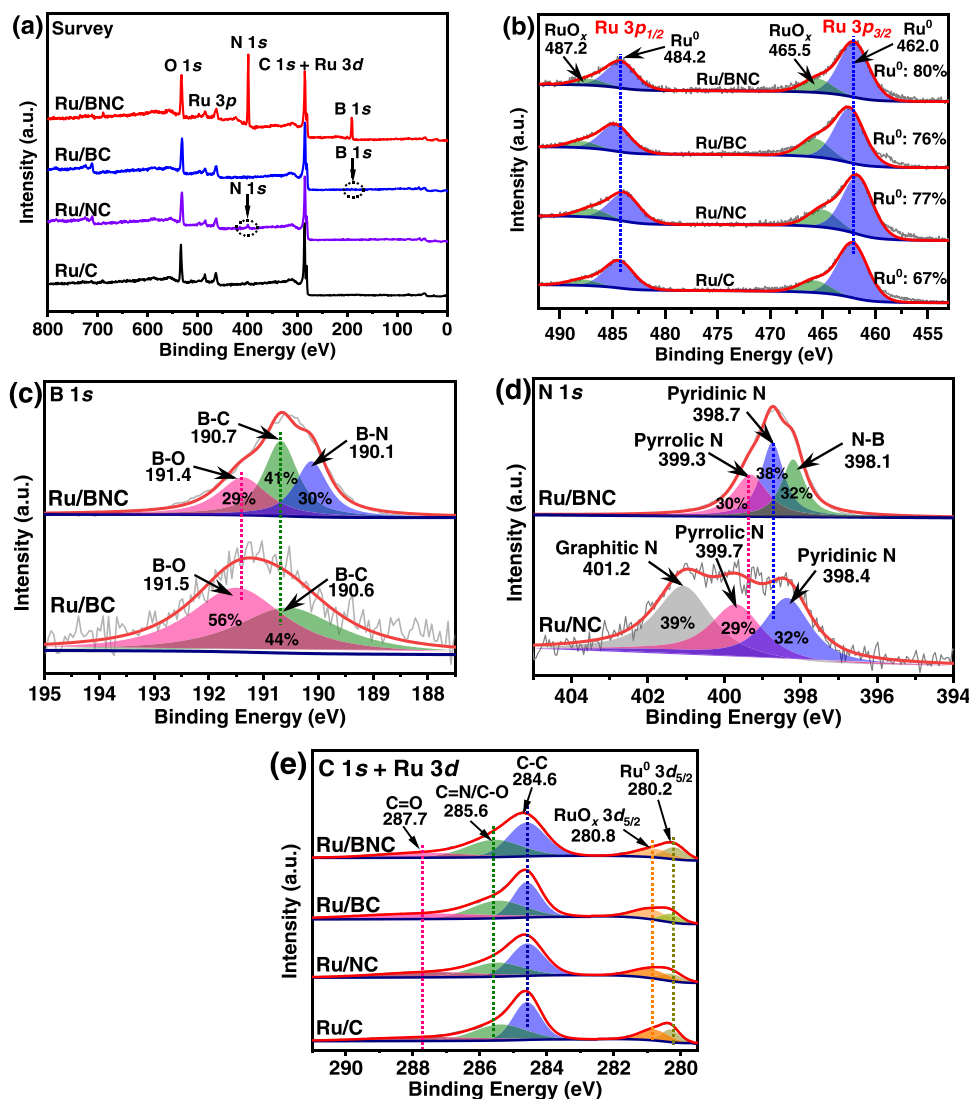 (a)
Survey
N 1s
C 1s + Ru 3d
O 1s
Ru 3p
B 1s
Ru/BNC
Ru/BC
B 1s
N 1s
Ru/NC
Ru/C
Intensity (a.u.)
800 700 600 500 400 300 200 100 0
Binding Energy (eV)
(b)
RuOx
487.2
Ru 3p1/2
Ru0
484.2
RuOx
465.5
Ru 3p3/2
Ru0
462.0
Ru/BNC
Ru0: 80%
Ru/BC
Ru0: 76%
Ru/NC
Ru0: 77%
Ru/C
Ru0: 67%
Intensity (a.u.)
490 485 480 475 470 465 460 455
Binding Energy (eV)
(c)
B 1s
B-C
190.7
B-N
190.1
B-O
191.4
41%
29%
30%
Ru/BNC
B-O
191.5
B-C
190.6
Ru/BC
56%
44%
Intensity (a.u.)
195 194 193 192 191 190 189 188
Binding Energy (eV)
(d)
N 1s
Pyridinic N
398.7
Pyrrolic N
399.3
N-B
398.1
38%
30%
32%
Ru/BNC
Graphitic N
401.2
Pyrrolic N
399.7
Pyridinic N
398.4
Ru/NC
39%
29%
32%
Intensity (a.u.)
404 402 400 398 396 394
Binding Energy (eV)
(e)
C 1s + Ru 3d
C-C
284.6
C=N/C-O
285.6
C=O
287.7
Ru0 3d5/2
280.2
RuOx 3d5/2
280.8
Ru/BNC
Ru/BC
Ru/NC
Ru/C
Intensity (a.u.)
290 288 286 284 282 280
Binding Energy (eV)